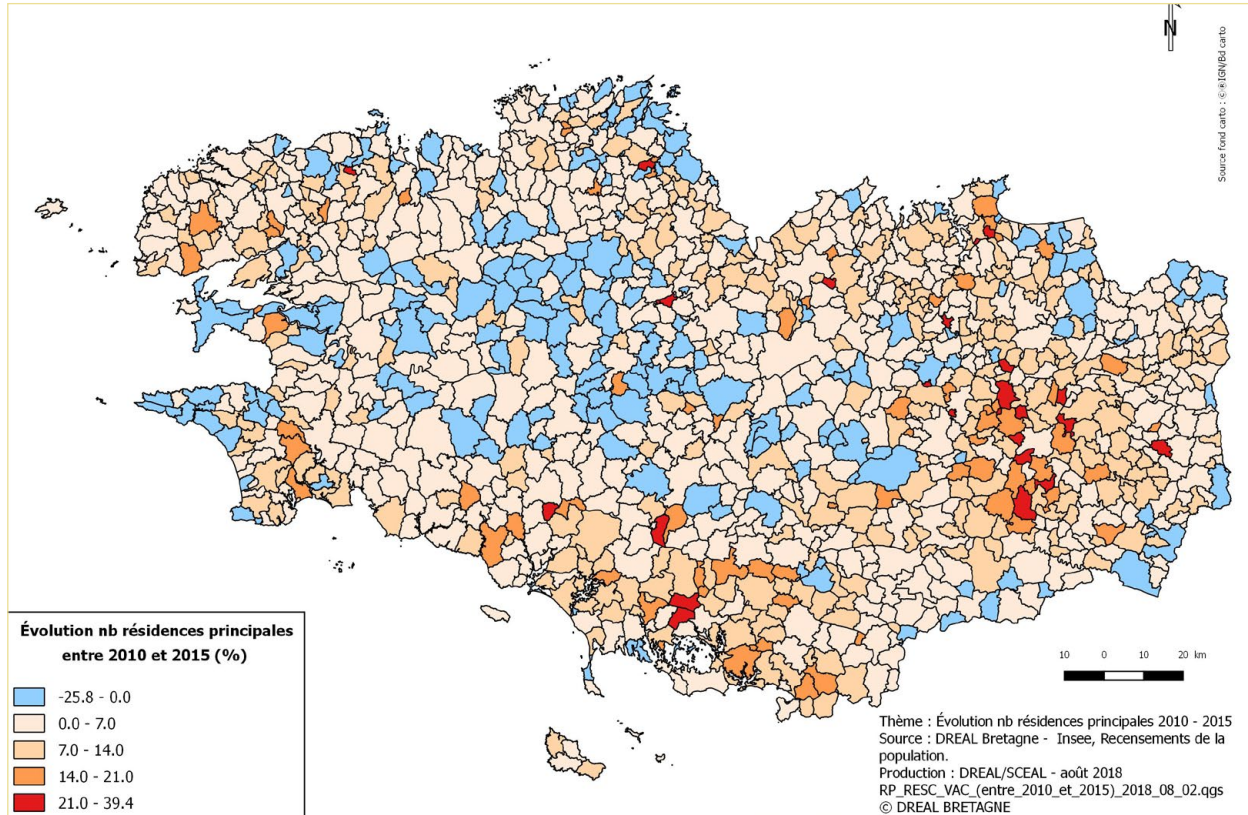 N
Source fond carto : ©®IGN/Bd carto
Évolution nb résidences principales
entre 2010 et 2015 (%)
-25.8 - 0.0
0.0 - 7.0
7.0 - 14.0
14.0 - 21.0
21.0 - 39.4
10 0 10 20 km
Thème : Évolution nb résidences principales 2010 - 2015
Source : DREAL Bretagne - Insee, Recensements de la
population.
Production : DREAL/SCEAL - août 2018
RP_RESC_VAC_(entre_2010_et_2015)_2018_08_02.qgs
© DREAL BRETAGNE